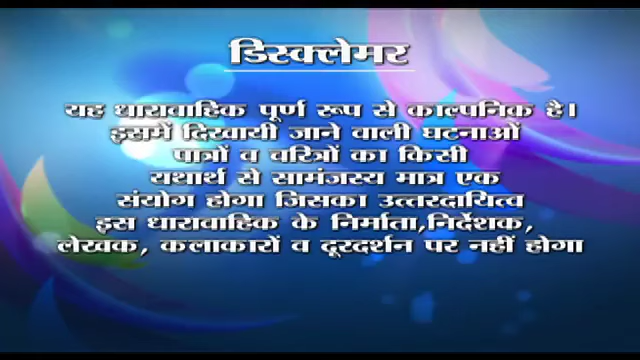 डिस्क्लेमर
यह धारावाहिक पूर्ण रूप से काल्पनिक है।
इसमें दिखायी जाने वाली घटनाओं
पात्रों व चरित्रों का किसी
यथार्थ से सामंजस्य मात्र एक
संयोग होगा जिसका उत्तरदायित्व
इस धारावाहिक के निर्माता,निर्देशक,
लेखक, कलाकारों व दूरदर्शन पर नहीं होगा